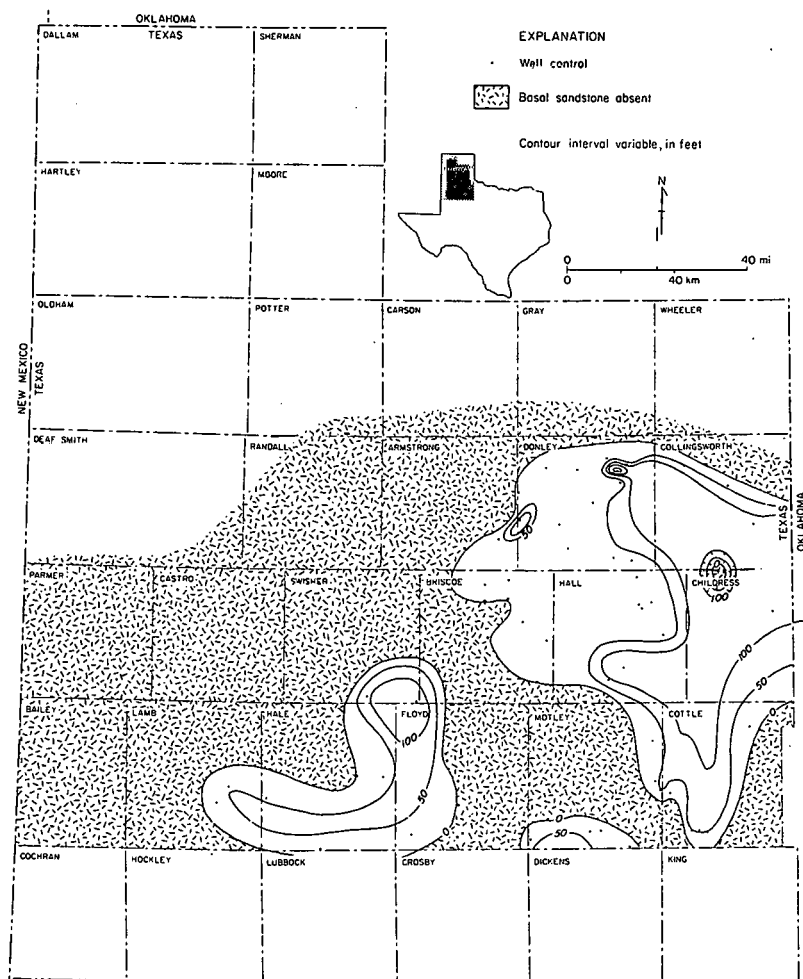 OKLAHOMA
TEXAS
DALLAM
SHERMAN
EXPLANATION
Well control
Basal sandstone absent
Contour interval variable, in feet
HARTLEY
MOORE
N
0 40 mi
0 40 km
OLDHAM
POTTER
CARSON
GRAY
WHEELER
NEW MEXICO
TEXAS
DEAF SMITH
RANDALL
ARMSTRONG
DONLEY
COLLINGSWORTH
TEXAS
OKLAHOMA
50
0
PARMER
CASTRO
SWISHER
BRISCOE
HALL
CHILDRESS
100
100
50
0
BAILEY
LAMB
HALE
FLOYD
MOTLEY
COTTLE
100
50
0
0
50
COCHRAN
HOCKLEY
LUBBOCK
CROSBY
DICKENS
KING